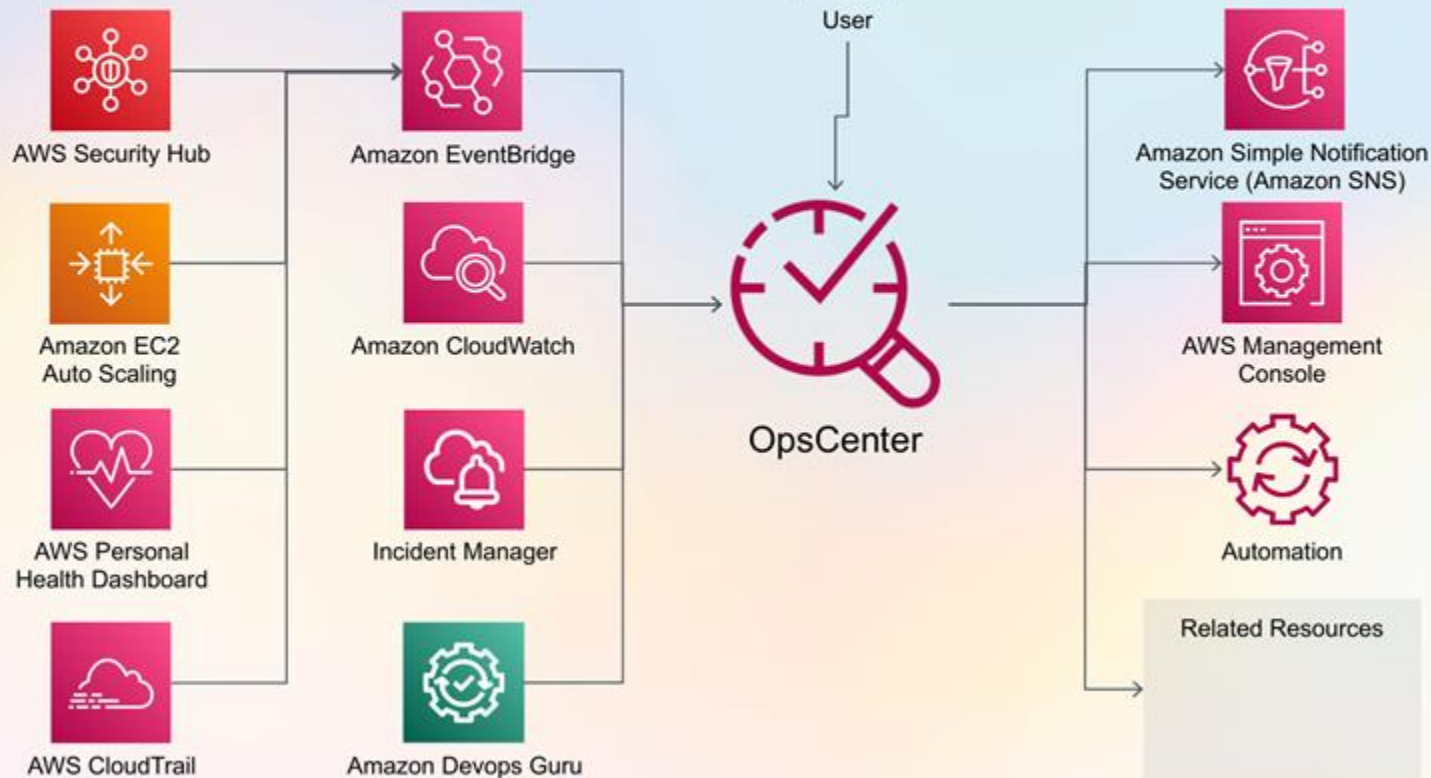 User
AWS Security Hub
Amazon EventBridge
Amazon Simple Notification
Service (Amazon SNS)
Amazon EC2
Auto Scaling
Amazon CloudWatch
AWS Management
Console
OpsCenter
AWS Personal
Health Dashboard
Incident Manager
Automation
Related Resources
AWS CloudTrail
Amazon Devops Guru